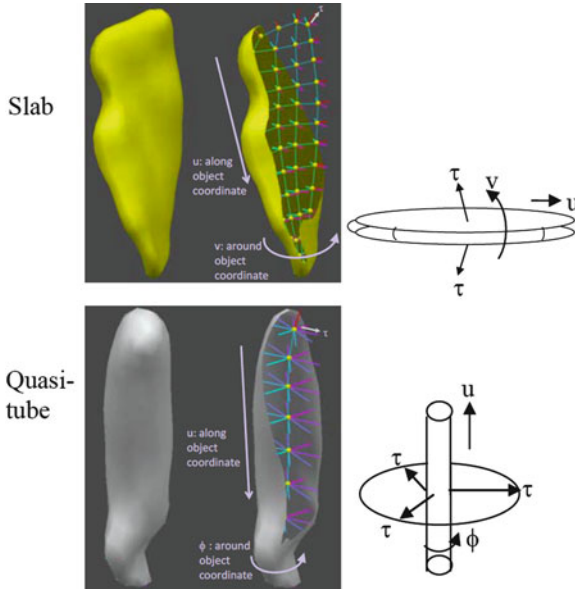 Slab
τ
u: along
object
coordinate
v: around
object
coordinate
τ
v
u
τ
Quasi-
tube
τ
u: along
object
coordinate
ϕ : around
object
coordinate
u
τ
τ
τ
ϕ